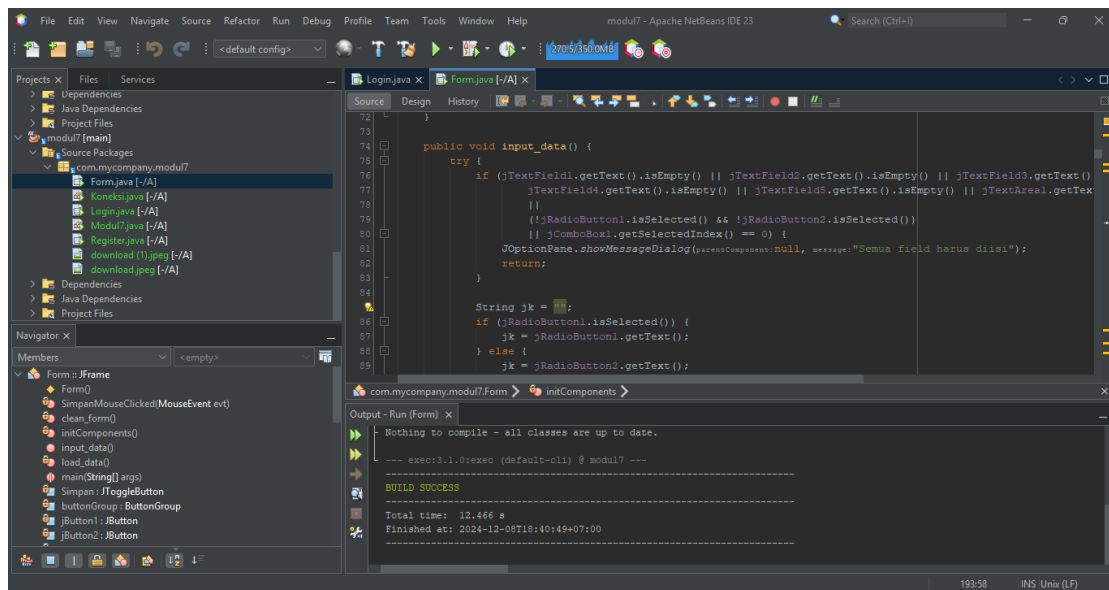 File Edit View Navigate Source Refactor Run Debug Profile Team Tools Window Help modul7 - Apache NetBeans IDE 23 Search (Ctrl+I)
<default config> 270.5/350.0MB
Projects Files Services
Dependencies
Java Dependencies
Project Files
modul7 [main]
Source Packages
com.mycompany.modul7
Form.java [-/A]
Koneksi.java [-/A]
Login.java [-/A]
Modul7.java [-/A]
Register.java [-/A]
download (1).jpeg [-/A]
download.jpeg [-/A]
Dependencies
Java Dependencies
Project Files
Navigator
Members <empty>
Form :: JFrame
Form()
SimpanMouseClicked(MouseEvent evt)
clean_form()
initComponents()
input_data()
load_data()
main(String[] args)
Simpan : JToggleButton
buttonGroup : ButtonGroup
jButton1 : JButton
jButton2 : JButton
Login.java Form.java [-/A]
Source Design History
72 }
73
74 public void input_data() {
75 try {
76 if (jTextField1.getText().isEmpty() || jTextField2.getText().isEmpty() || jTextField3.getText()
77 jTextField4.getText().isEmpty() || jTextField5.getText().isEmpty() || jTextArea1.getTex
78 ||
79 (!jRadioButton1.isSelected() && !jRadioButton2.isSelected())
80 || jComboBox1.getSelectedIndex() == 0) {
81 JOptionPane.showMessageDialog(parentComponent:null, message:"Semua field harus diisi");
82 return;
83 }
84
String jk = "";
86 if (jRadioButton1.isSelected()) {
87 jk = jRadioButton1.getText();
88 } else {
89 jk = jRadioButton2.getText();
com.mycompany.modul7.Form initComponents
Output - Run (Form)
Nothing to compile - all classes are up to date.
--- exec:3.1.0:exec (default-cli) @ modul7 ---
------------------------------------------------------------------------
BUILD SUCCESS
------------------------------------------------------------------------
Total time: 12.466 s
Finished at: 2024-12-08T18:40:49+07:00
------------------------------------------------------------------------
193:58 INS Unix (LF)